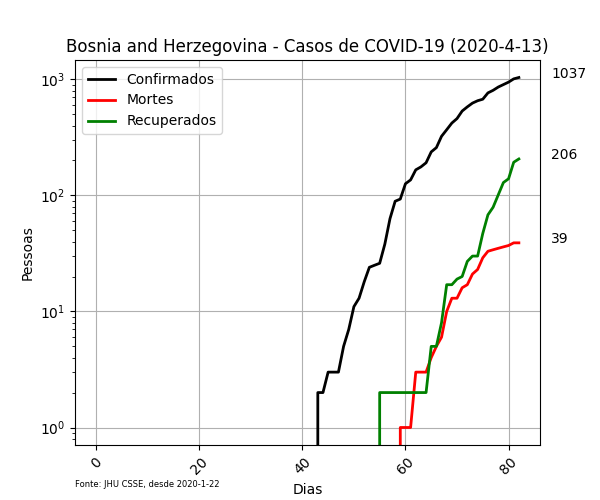 Bosnia and Herzegovina - Casos de COVID-19 (2020-4-13)
Confirmados
Mortes
Recuperados
10³
10²
10¹
10⁰
1037
206
39
Pessoas
0 20 40 60 80
Dias
Fonte: JHU CSSE, desde 2020-1-22